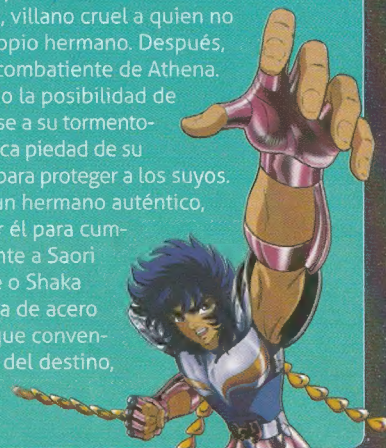 , villano cruel a quien no
opio hermano. Después,
combatiente de Athena.
o la posibilidad de
se a su tormento-
ca piedad de su
para proteger a los suyos.
un hermano auténtico,
r él para cum-
nte a Saori
e o Shaka
a de acero
que conven-
del destino,